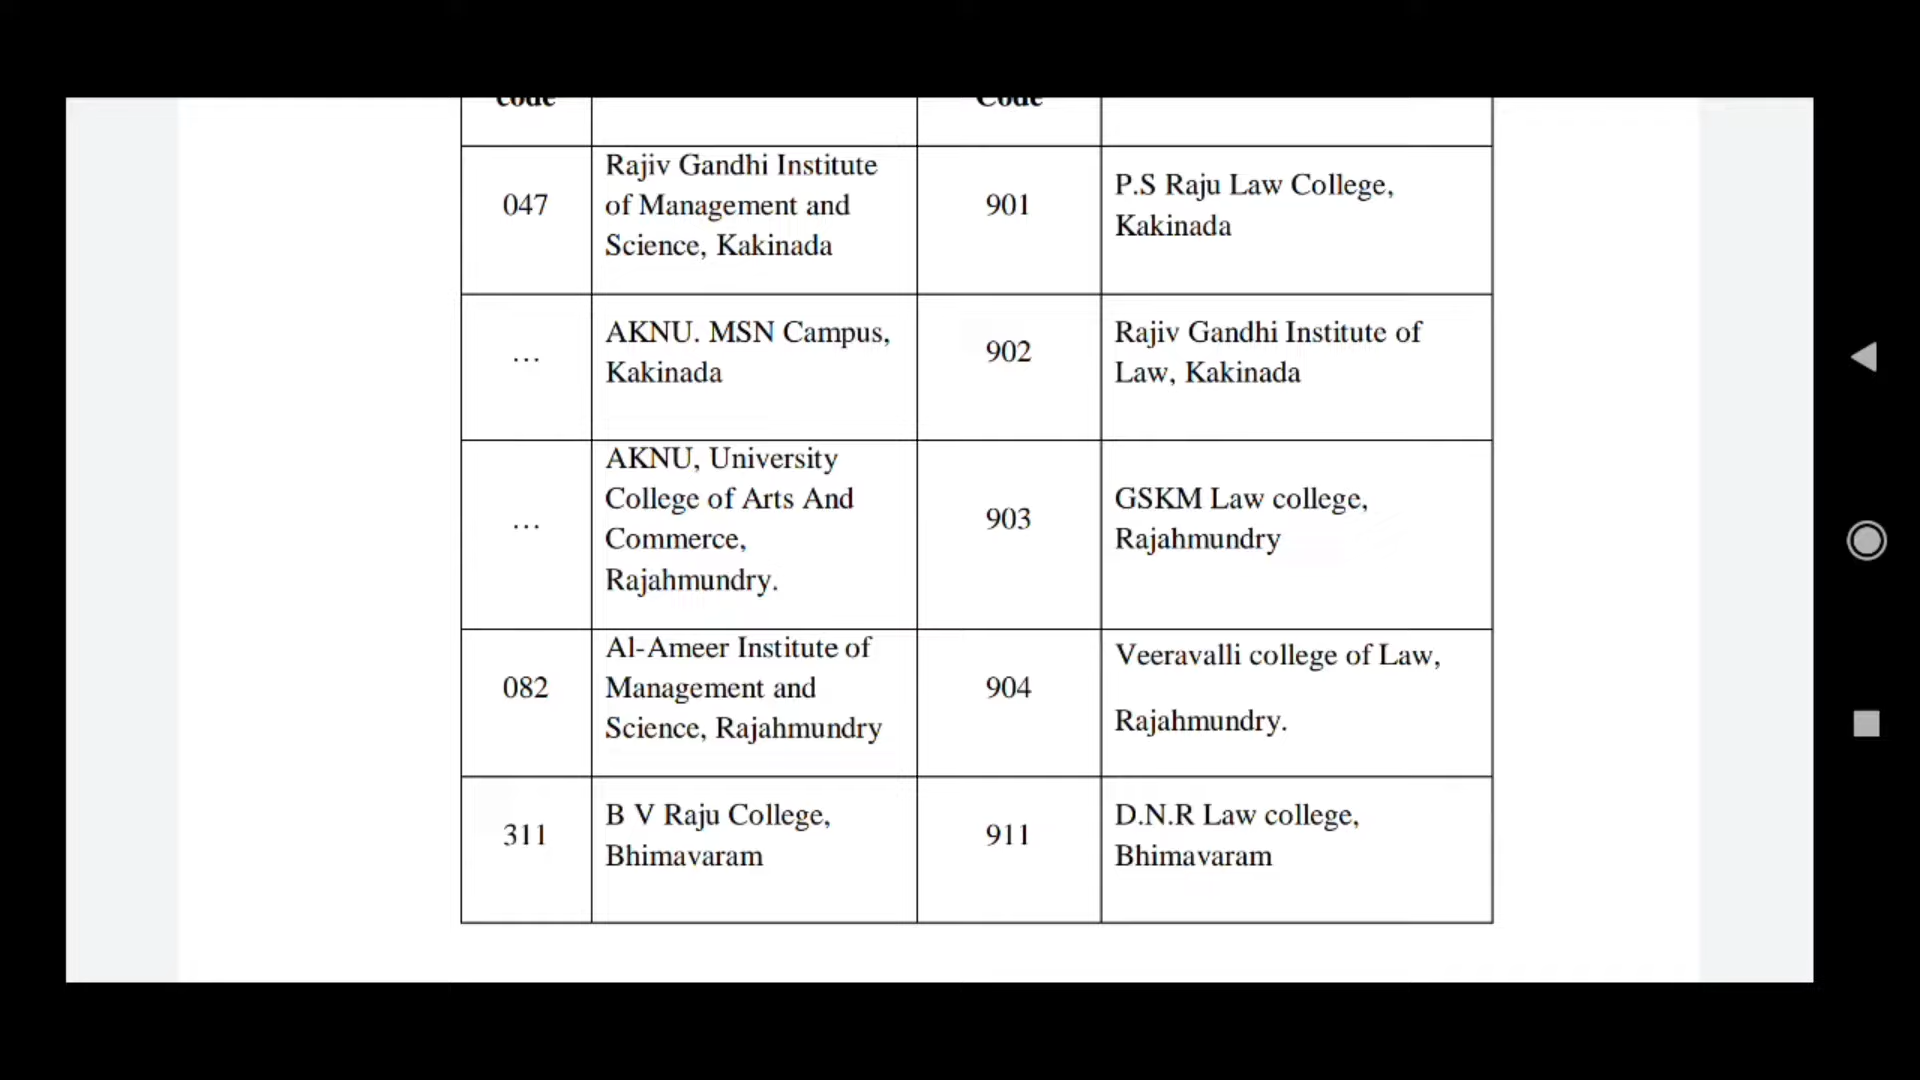 code
Code
047
Rajiv Gandhi Institute
of Management and
Science, Kakinada
901
P.S Raju Law College,
Kakinada
...
AKNU. MSN Campus,
Kakinada
902
Rajiv Gandhi Institute of
Law, Kakinada
...
AKNU, University
College of Arts And
Commerce,
Rajahmundry.
903
GSKM Law college,
Rajahmundry
082
Al-Ameer Institute of
Management and
Science, Rajahmundry
904
Veeravalli college of Law,
Rajahmundry.
311
B V Raju College,
Bhimavaram
911
D.N.R Law college,
Bhimavaram